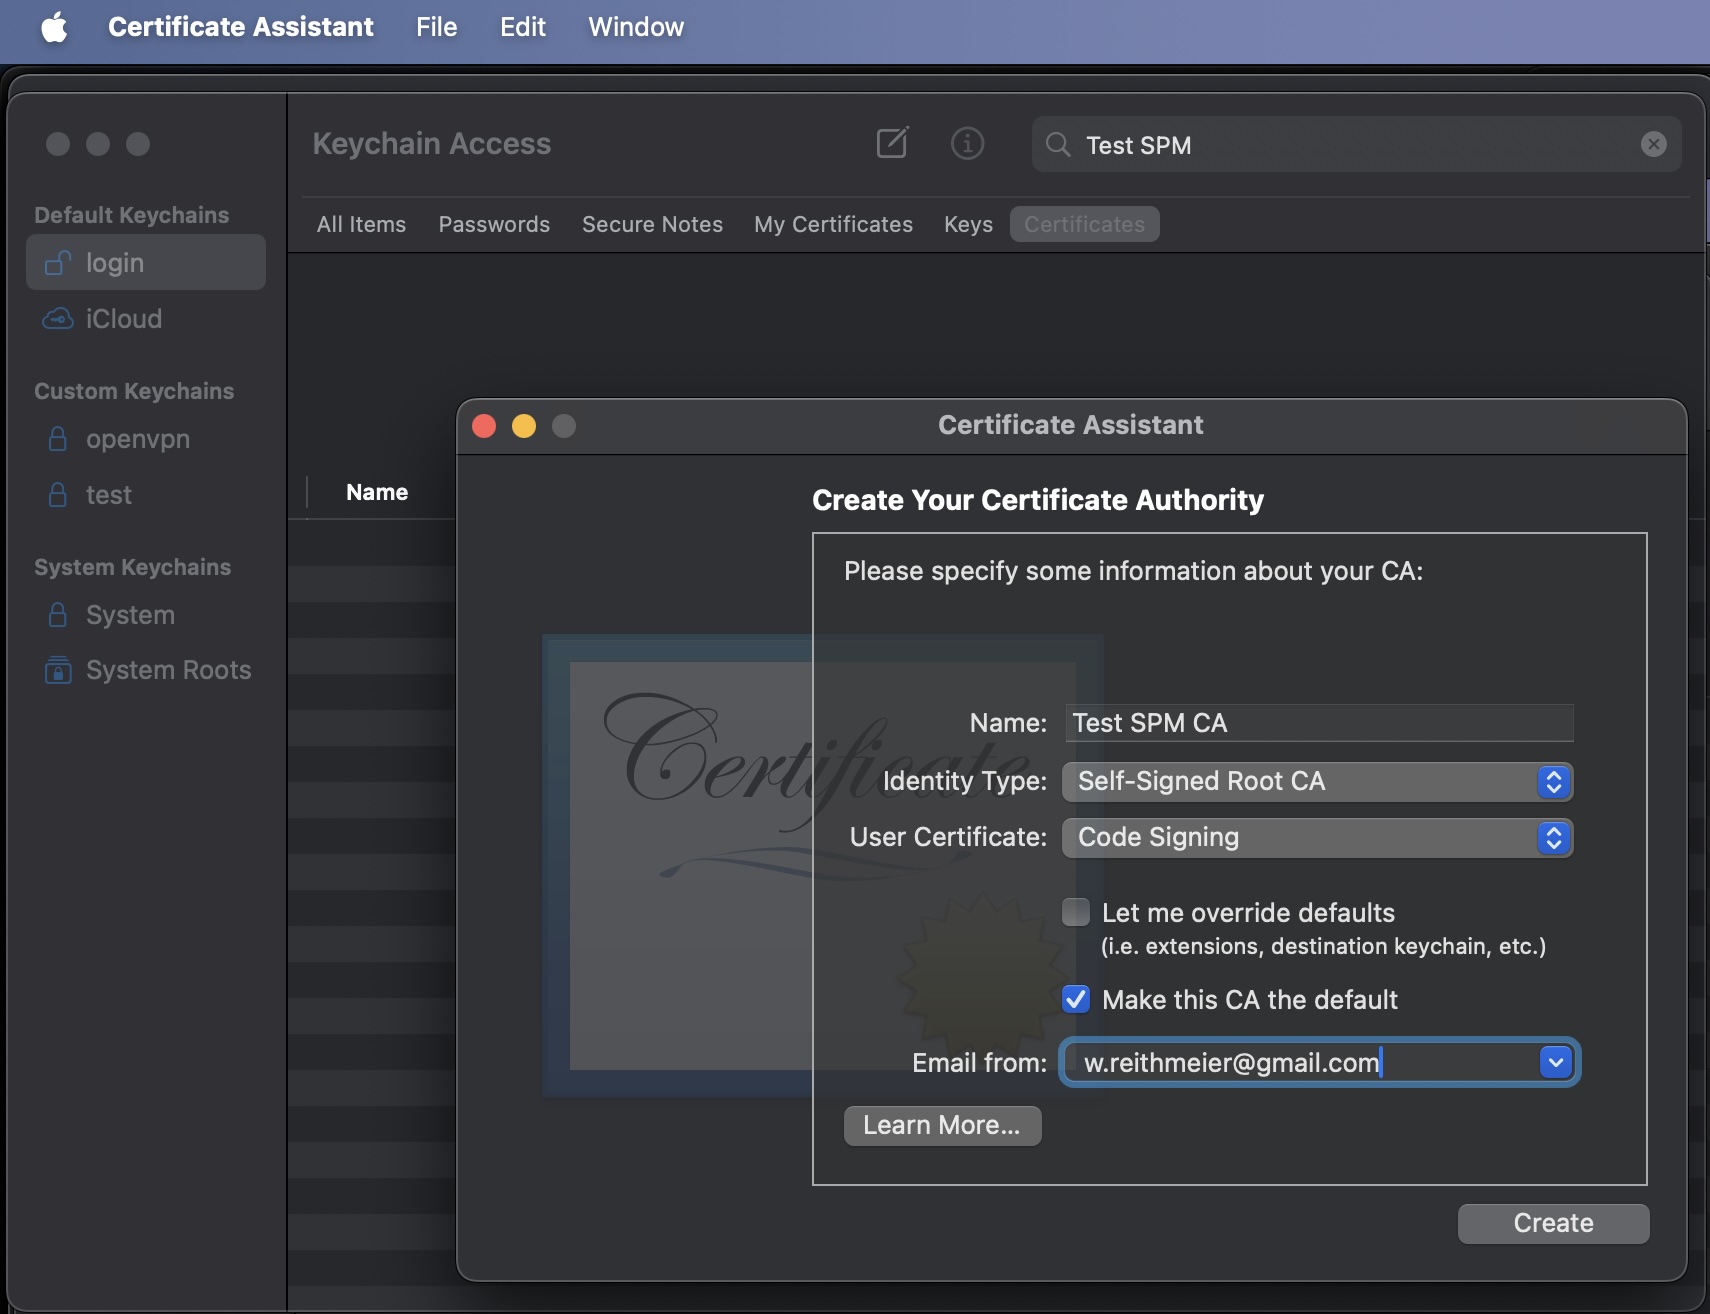 Certificate Assistant File Edit Window
Keychain Access
Test SPM
Default Keychains
login
iCloud
Custom Keychains
openvpn
test
System Keychains
System
System Roots
All Items Passwords Secure Notes My Certificates Keys Certificates
Name
Certificate Assistant
Create Your Certificate Authority
Please specify some information about your CA:
Certificate
Name: Test SPM CA
Identity Type: Self-Signed Root CA
User Certificate: Code Signing
Let me override defaults
(i.e. extensions, destination keychain, etc.)
Make this CA the default
Email from: w.reithmeier@gmail.com
Learn More...
Create